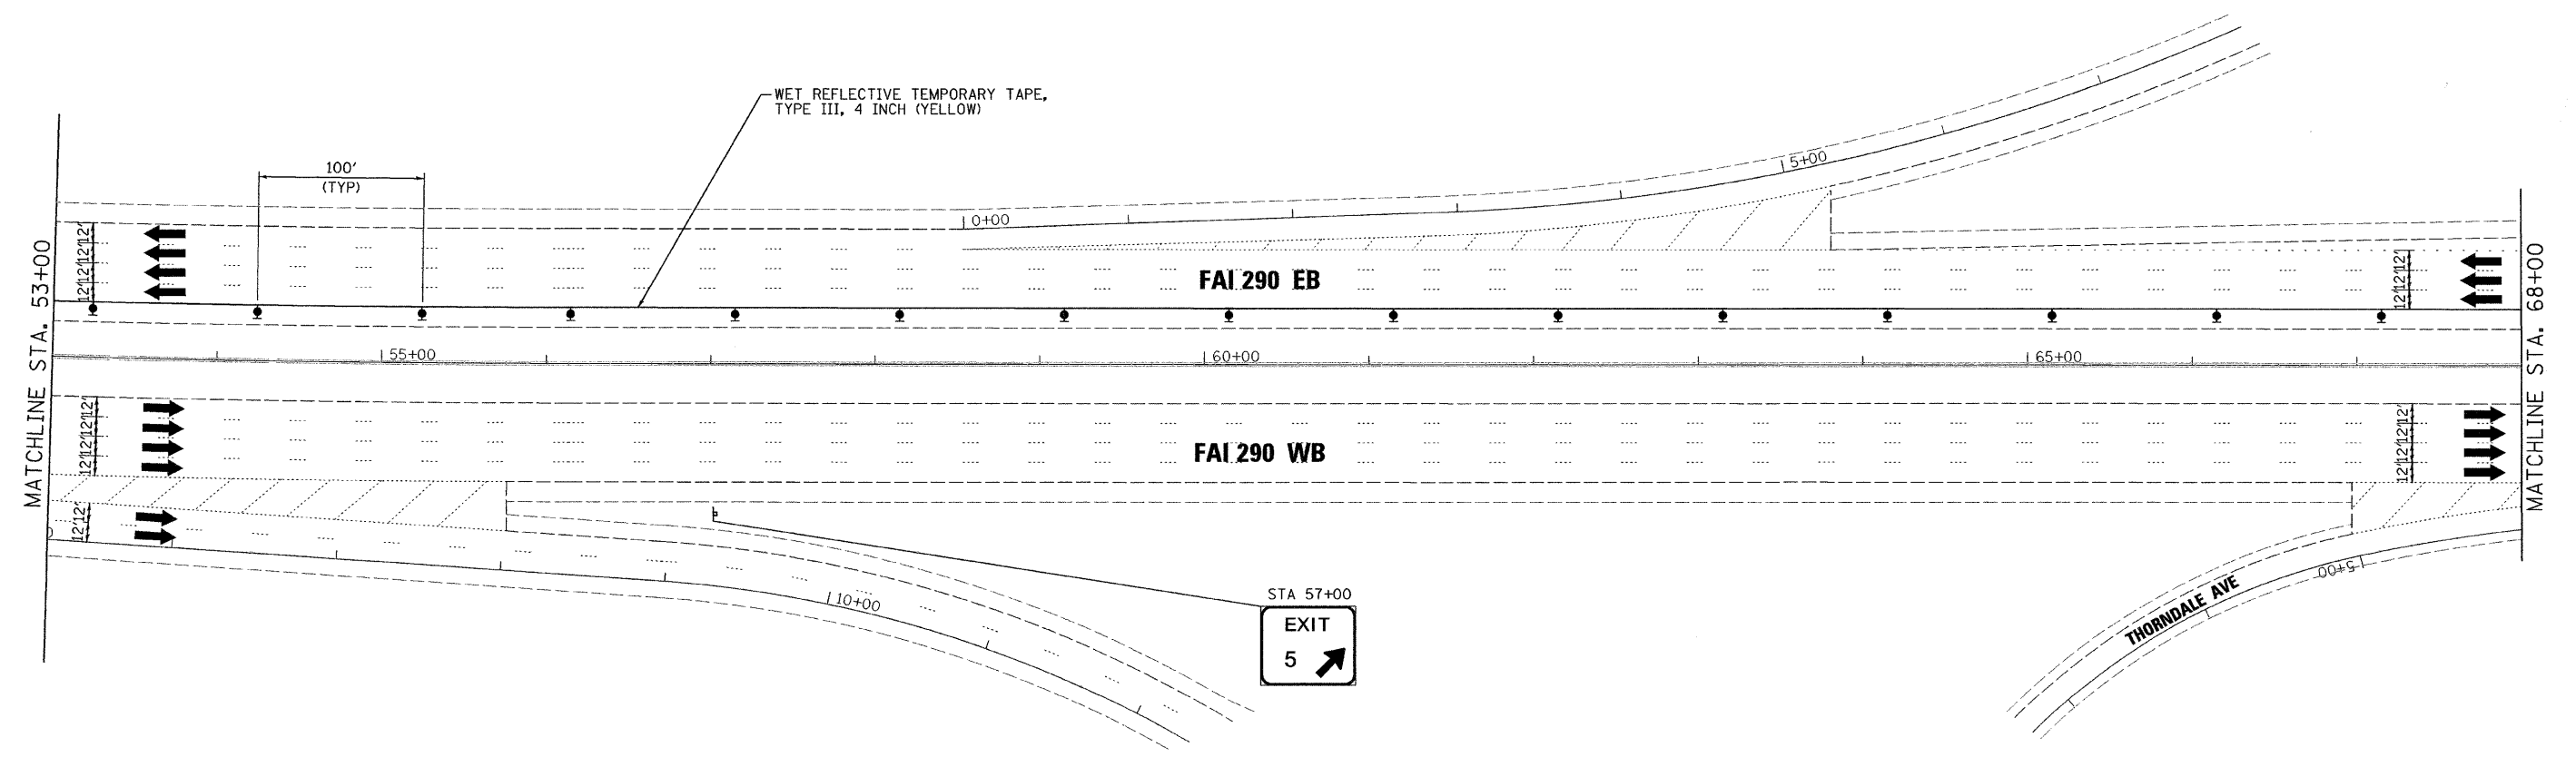 WET REFLECTIVE TEMPORARY TAPE,
TYPE III, 4 INCH (YELLOW)
100'
(TYP)
5+00
0+00
12'
12'
12'
12'
FAI 290 EB
12'
12'
12'
MATCHLINE STA. 53+00
MATCHLINE STA. 68+00
55+00
60+00
65+00
12'
12'
12'
12'
FAI 290 WB
12'
12'
12'
12'
12'
12'
10+00
STA 57+00
EXIT
5
THORNDALE AVE
5+00